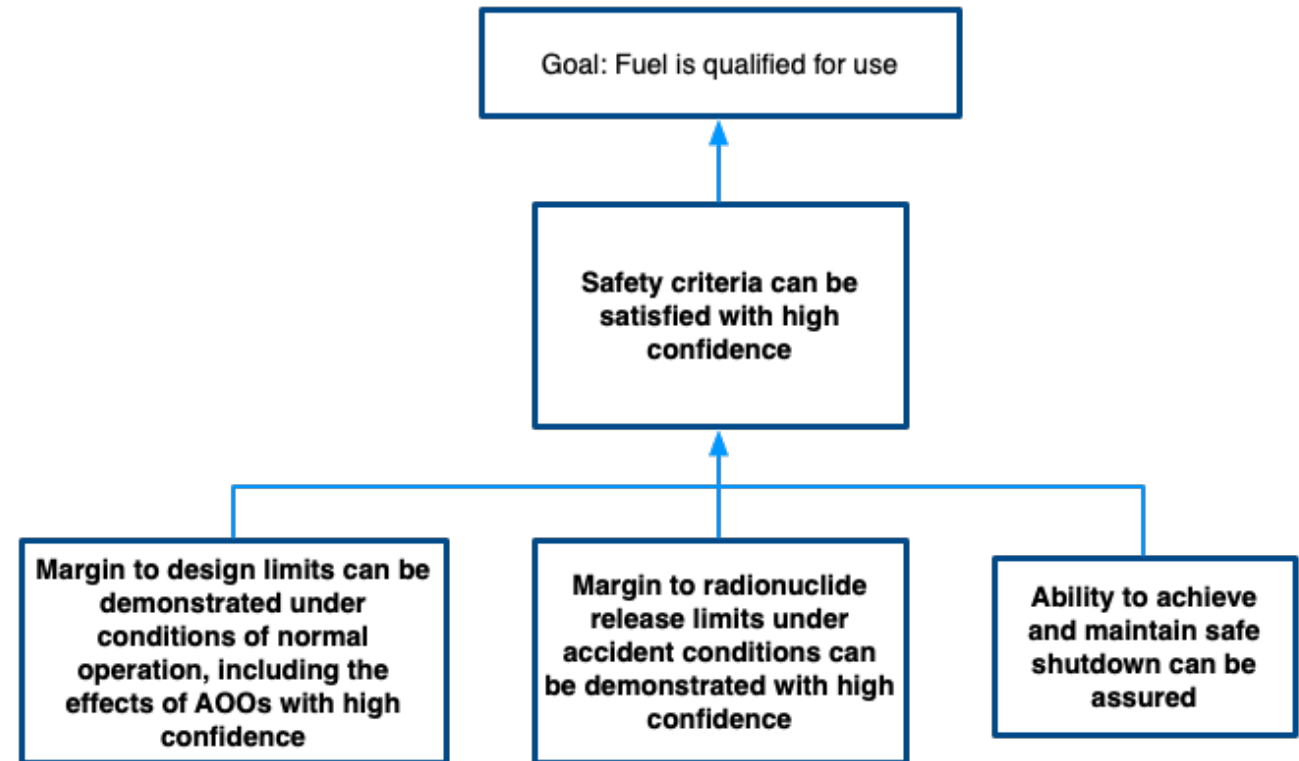 Goal: Fuel is qualified for use
Safety criteria can be
satisfied with high
confidence
Margin to design limits can be
demonstrated under
conditions of normal
operation, including the
effects of AOOs with high
confidence
Margin to radionuclide
release limits under
accident conditions can
be demonstrated with high
confidence
Ability to achieve
and maintain safe
shutdown can be
assured